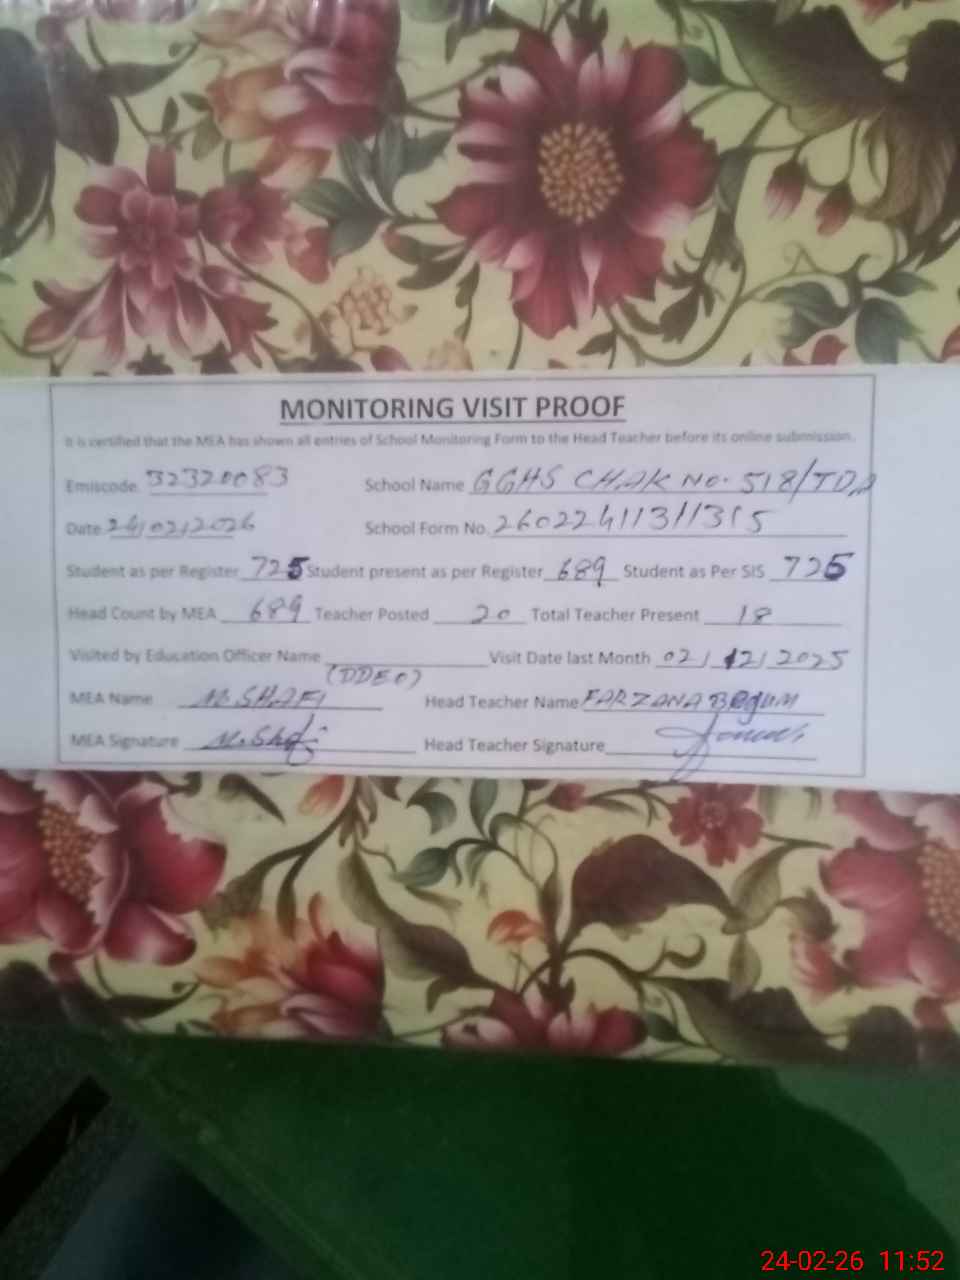 MONITORING VISIT PROOF
It is certified that the MEA has shown all entries of School Monitoring Form to the Head Teacher before its online submission.
Emiscode 32320083 School Name GGHS CHAK NO. 518/TDA
Date 24/02/2026 School Form No. 26022411311315
Student as per Register 725 Student present as per Register 689 Student as Per SIS 725
Head Count by MEA 689 Teacher Posted 20 Total Teacher Present 18
Visited by Education Officer Name (DDEO) Visit Date last Month 02/12/2025
MEA Name M. SHAFI Head Teacher Name FARZANA BEGUM
MEA Signature M. Shafi Head Teacher Signature
24-02-26 11:52